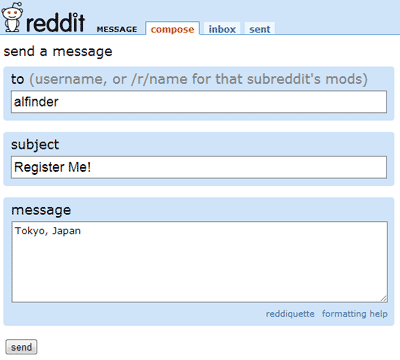 reddit MESSAGE compose inbox sent
send a message
to (username, or /r/name for that subreddit's mods)
alfinder
subject
Register Me!
message
Tokyo, Japan
reddiquette formatting help
send